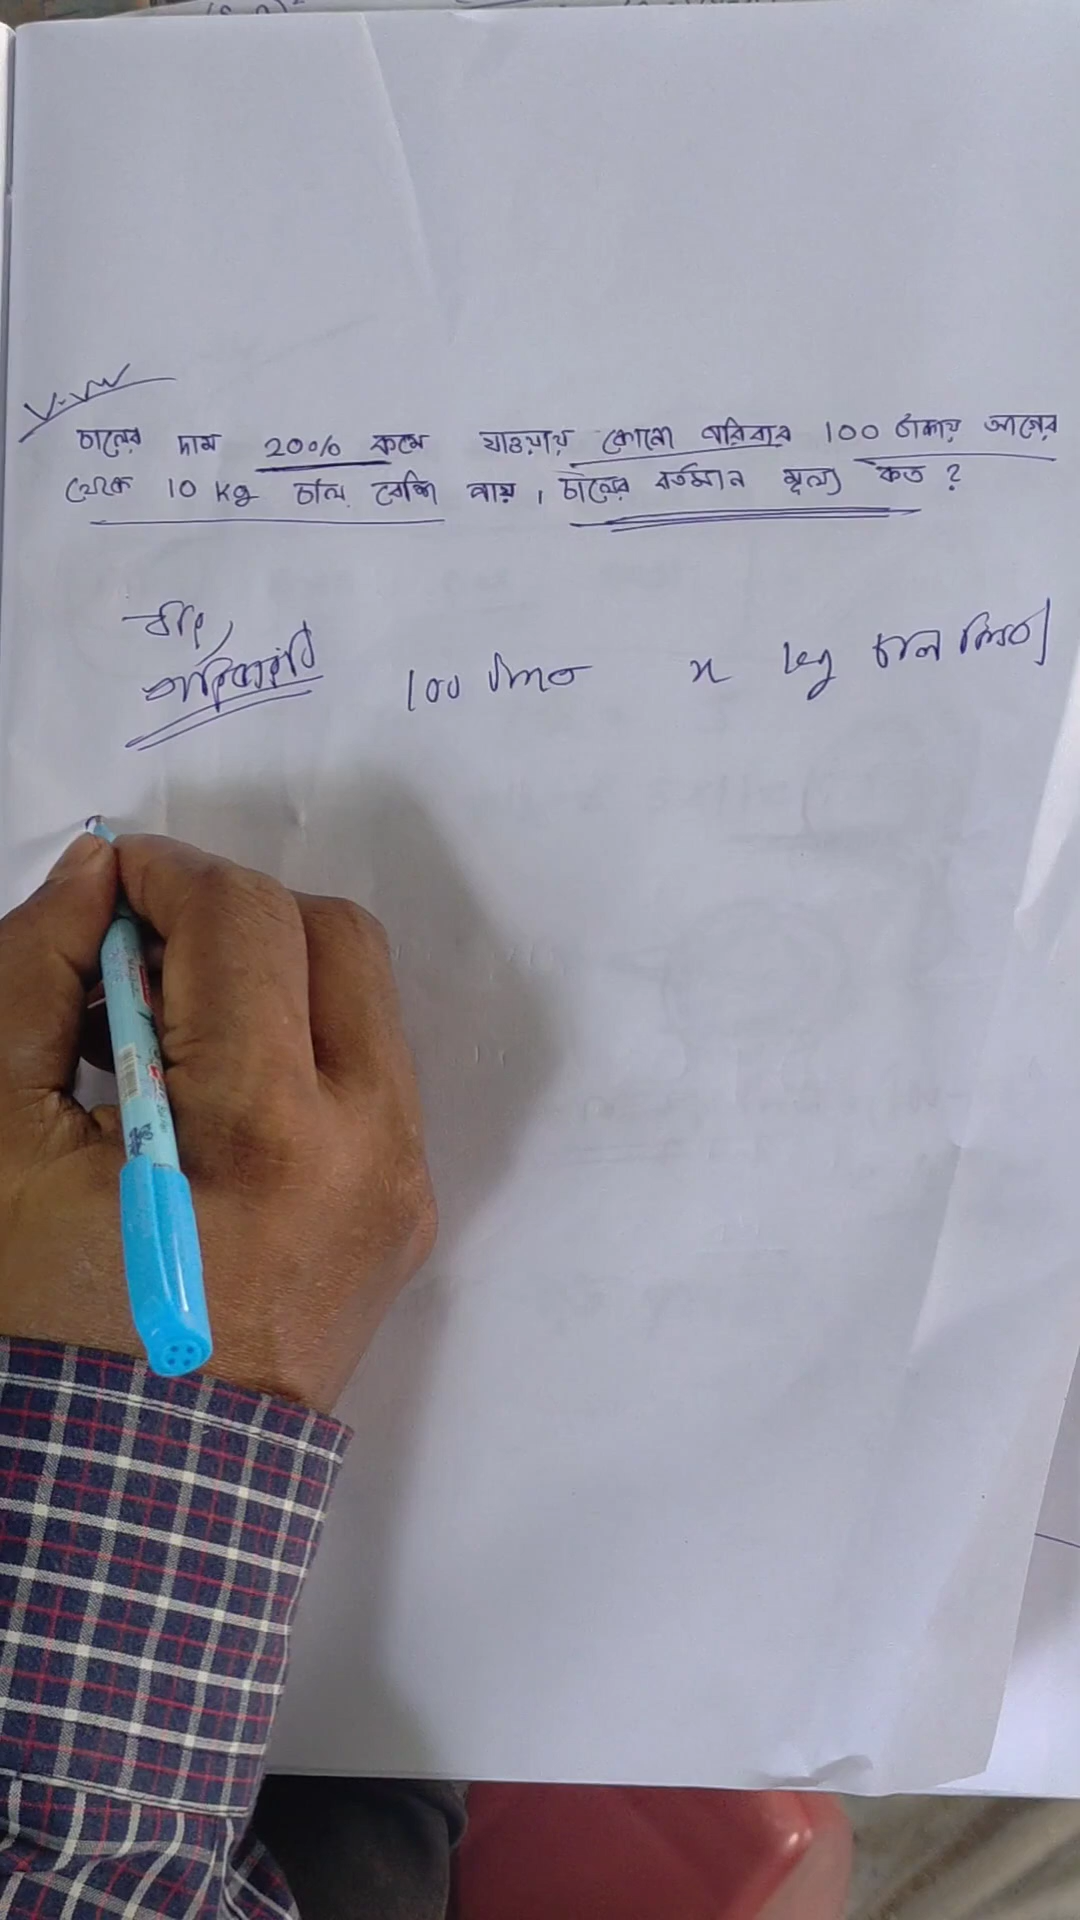 চালের দাম 20% কমে যাওয়ায় কোনো পরিবার 100 টাকায় আগের
থেকে 10 kg চাল বেশি পায়, চালের বর্তমান মূল্য কত ?
ধরি,
100 টাকায় x kg চাল কিনত